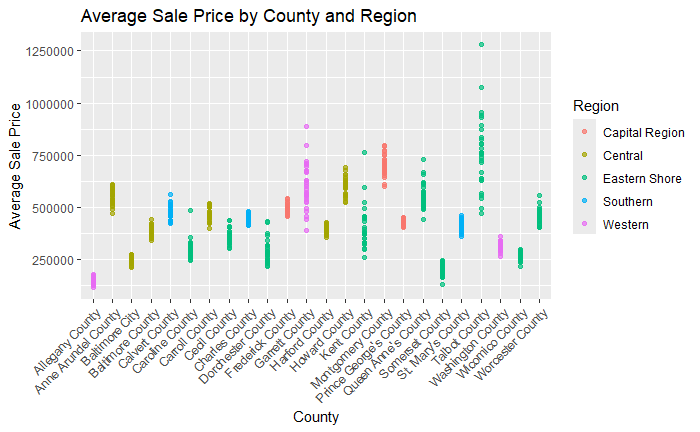 Average Sale Price by County and Region
Average Sale Price
1250000
1000000
750000
500000
250000
Allegany County
Anne Arundel County
Baltimore City
Baltimore County
Calvert County
Caroline County
Carroll County
Cecil County
Charles County
Dorchester County
Frederick County
Garrett County
Harford County
Howard County
Kent County
Montgomery County
Prince George's County
Queen Anne's County
Somerset County
St. Mary's County
Talbot County
Washington County
Wicomico County
Worcester County
County
Region
Capital Region
Central
Eastern Shore
Southern
Western